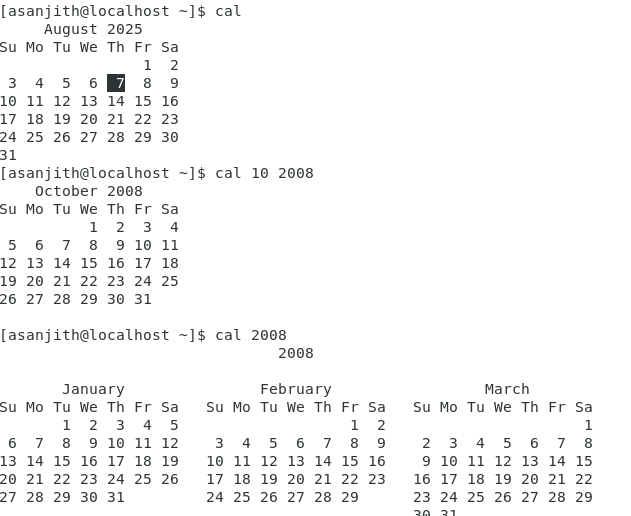 [asanjith@localhost ~]$ cal
     August 2025
Su Mo Tu We Th Fr Sa
                1  2
 3  4  5  6  7  8  9
10 11 12 13 14 15 16
17 18 19 20 21 22 23
24 25 26 27 28 29 30
31
[asanjith@localhost ~]$ cal 10 2008
    October 2008
Su Mo Tu We Th Fr Sa
          1  2  3  4
 5  6  7  8  9 10 11
12 13 14 15 16 17 18
19 20 21 22 23 24 25
26 27 28 29 30 31

[asanjith@localhost ~]$ cal 2008
                               2008

       January               February                 March
Su Mo Tu We Th Fr Sa   Su Mo Tu We Th Fr Sa   Su Mo Tu We Th Fr Sa
       1  2  3  4  5                   1  2                      1
 6  7  8  9 10 11 12    3  4  5  6  7  8  9    2  3  4  5  6  7  8
13 14 15 16 17 18 19   10 11 12 13 14 15 16    9 10 11 12 13 14 15
20 21 22 23 24 25 26   17 18 19 20 21 22 23   16 17 18 19 20 21 22
27 28 29 30 31         24 25 26 27 28 29      23 24 25 26 27 28 29
                                              30 31